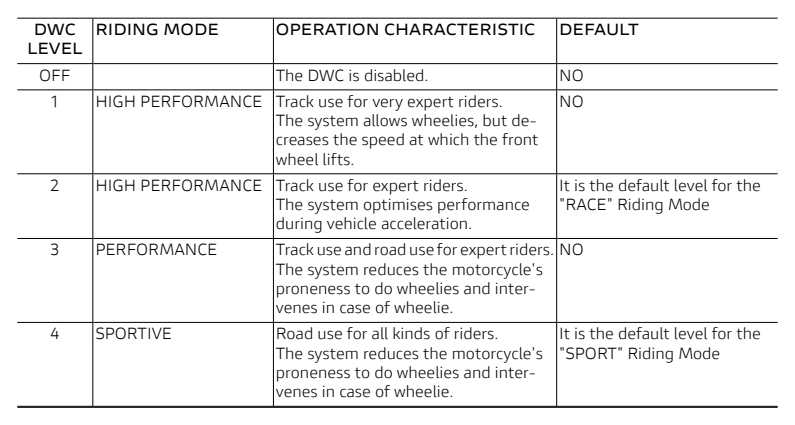 DWC LEVEL RIDING MODE OPERATION CHARACTERISTIC DEFAULT
OFF The DWC is disabled. NO
1 HIGH PERFORMANCE Track use for very expert riders. NO
The system allows wheelies, but de-
creases the speed at which the front
wheel lifts.
2 HIGH PERFORMANCE Track use for expert riders. It is the default level for the
The system optimises performance "RACE" Riding Mode
during vehicle acceleration.
3 PERFORMANCE Track use and road use for expert riders. NO
The system reduces the motorcycle's
proneness to do wheelies and inter-
venes in case of wheelie.
4 SPORTIVE Road use for all kinds of riders. It is the default level for the
The system reduces the motorcycle's "SPORT" Riding Mode
proneness to do wheelies and inter-
venes in case of wheelie.